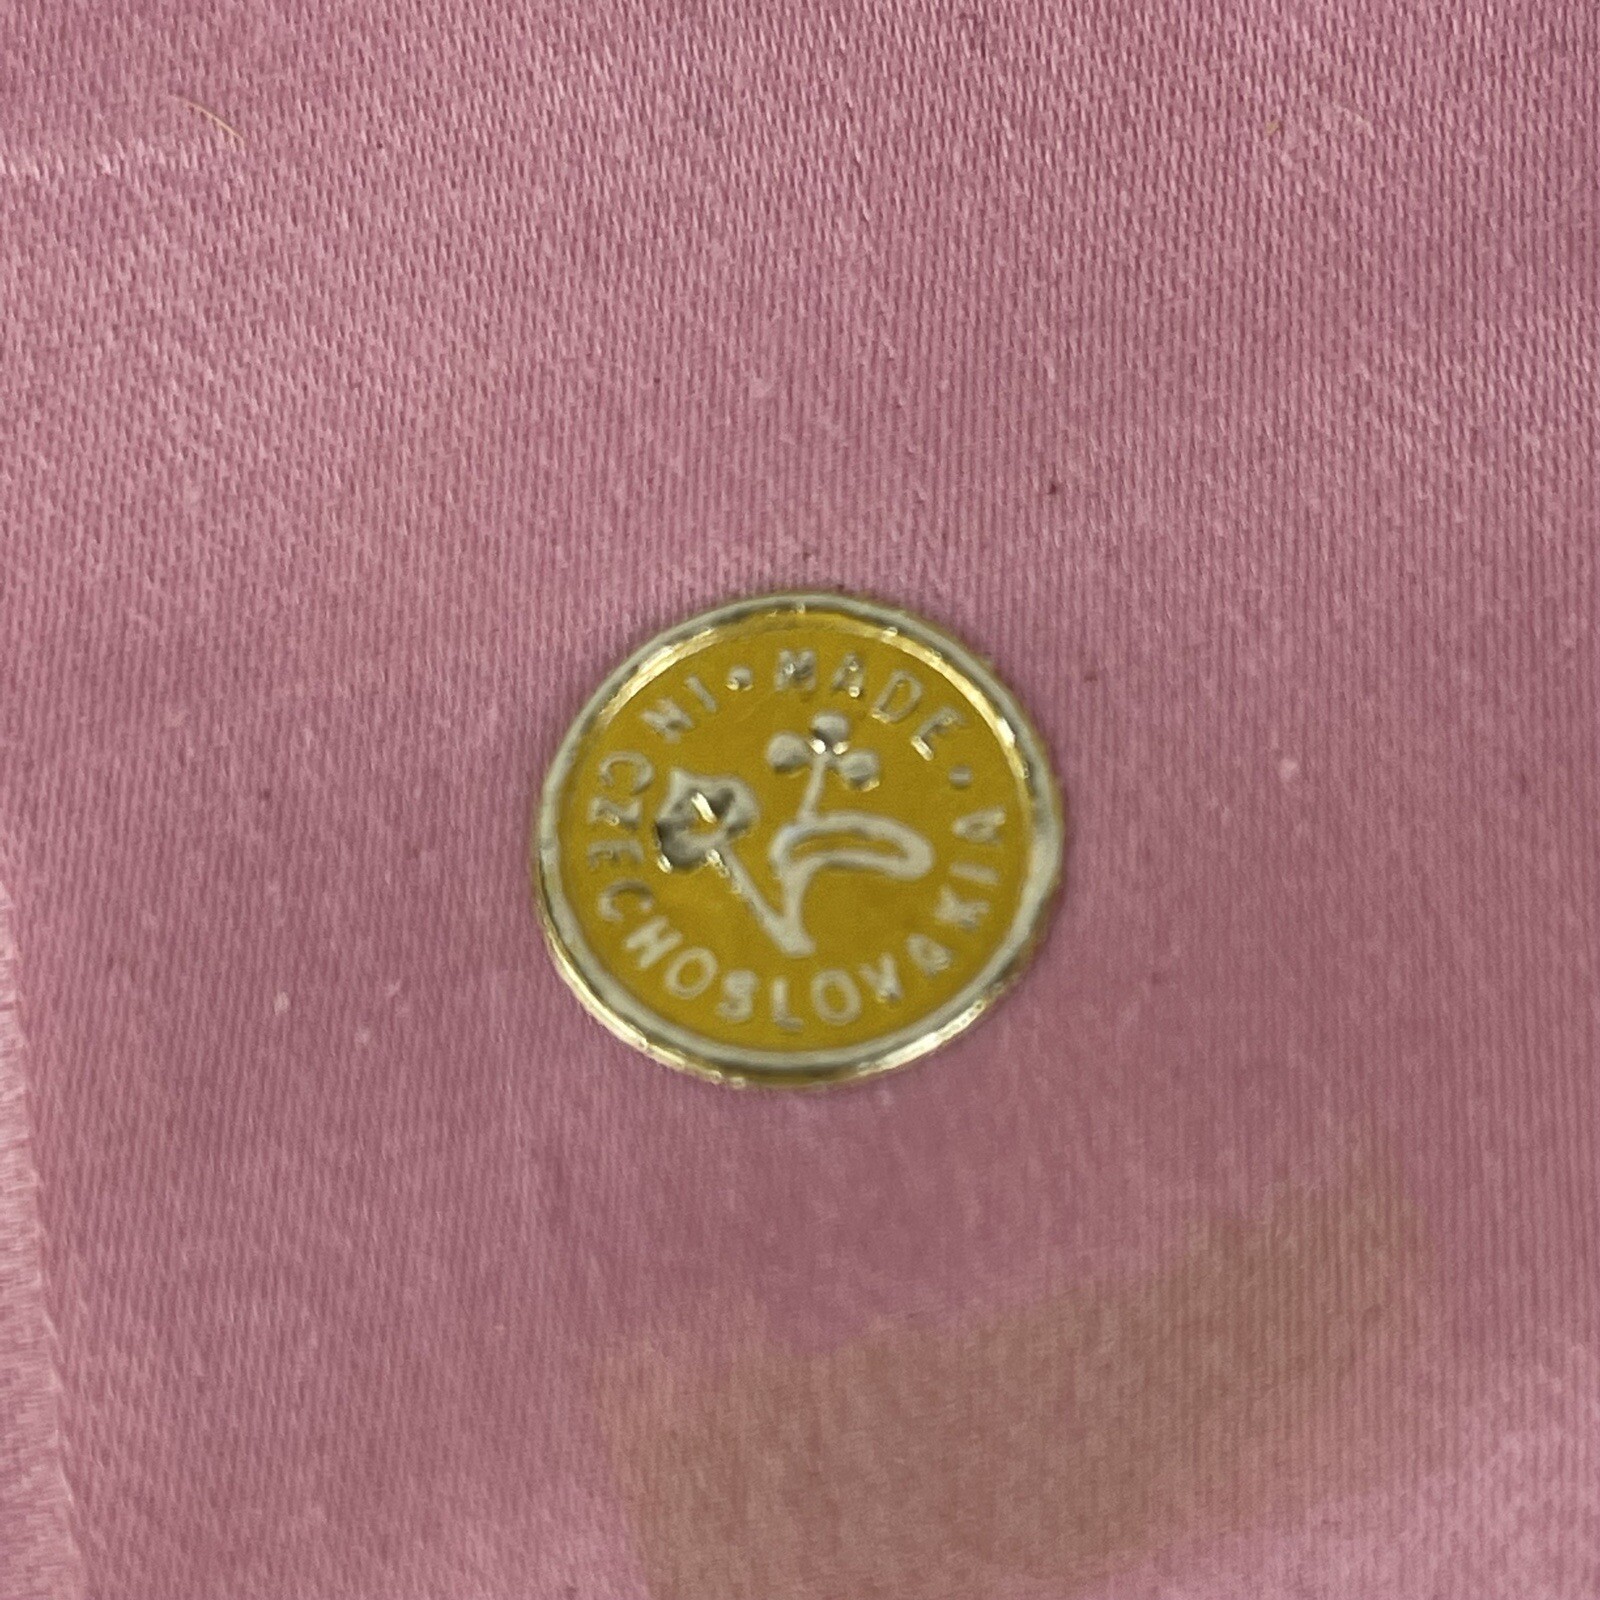 MADE · IN CZECHOSLOVAKIA ·